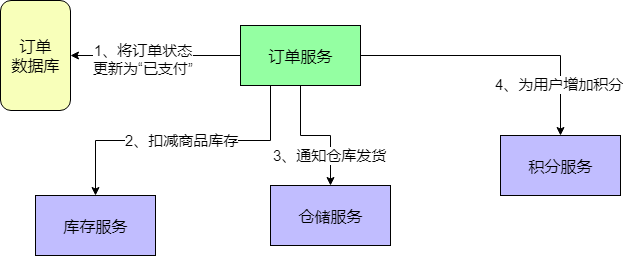 订单
数据库
1、将订单状态
更新为“已支付”
订单服务
4、为用户增加积分
2、扣减商品库存
3、通知仓库发货
积分服务
库存服务
仓储服务